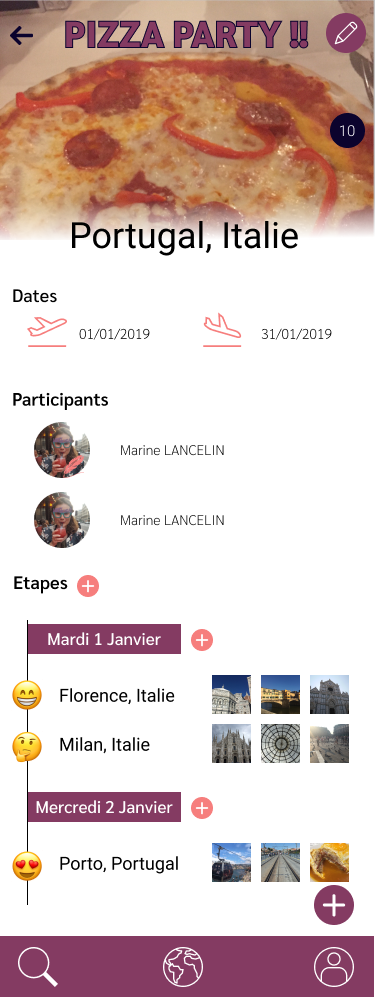 PIZZA PARTY !!
10
Portugal, Italie
Dates
01/01/2019 31/01/2019
Participants
Marine LANCELIN
Marine LANCELIN
Etapes
Mardi 1 Janvier
Florence, Italie
Milan, Italie
Mercredi 2 Janvier
Porto, Portugal